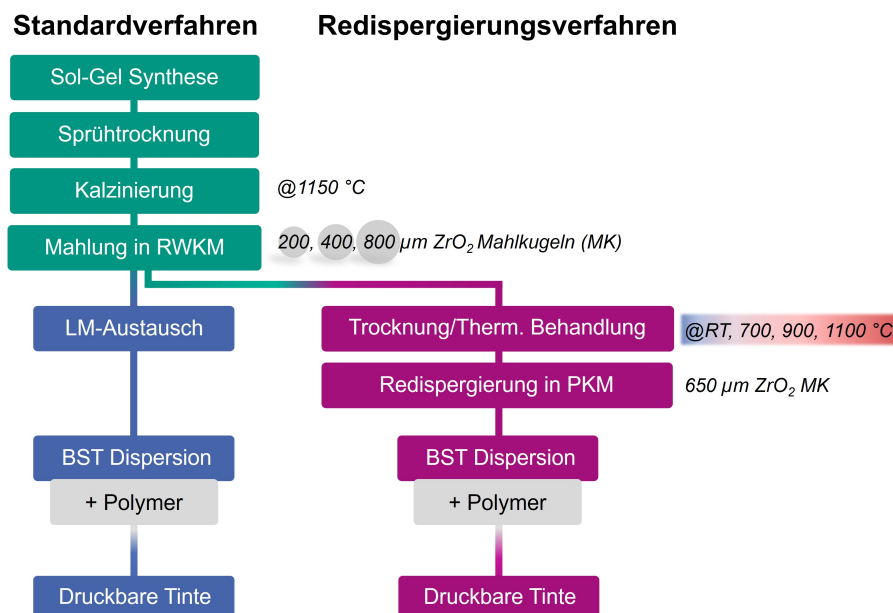 Standardverfahren
Redispergierungsverfahren
Sol-Gel Synthese
Sprühtrocknung
Kalzinierung
@1150 °C
Mahlung in RWKM
200, 400, 800 µm ZrO₂ Mahlkugeln (MK)
LM-Austausch
Trocknung/Therm. Behandlung
@RT, 700, 900, 1100 °C
Redispergierung in PKM
650 µm ZrO₂ MK
BST Dispersion
BST Dispersion
+ Polymer
+ Polymer
Druckbare Tinte
Druckbare Tinte